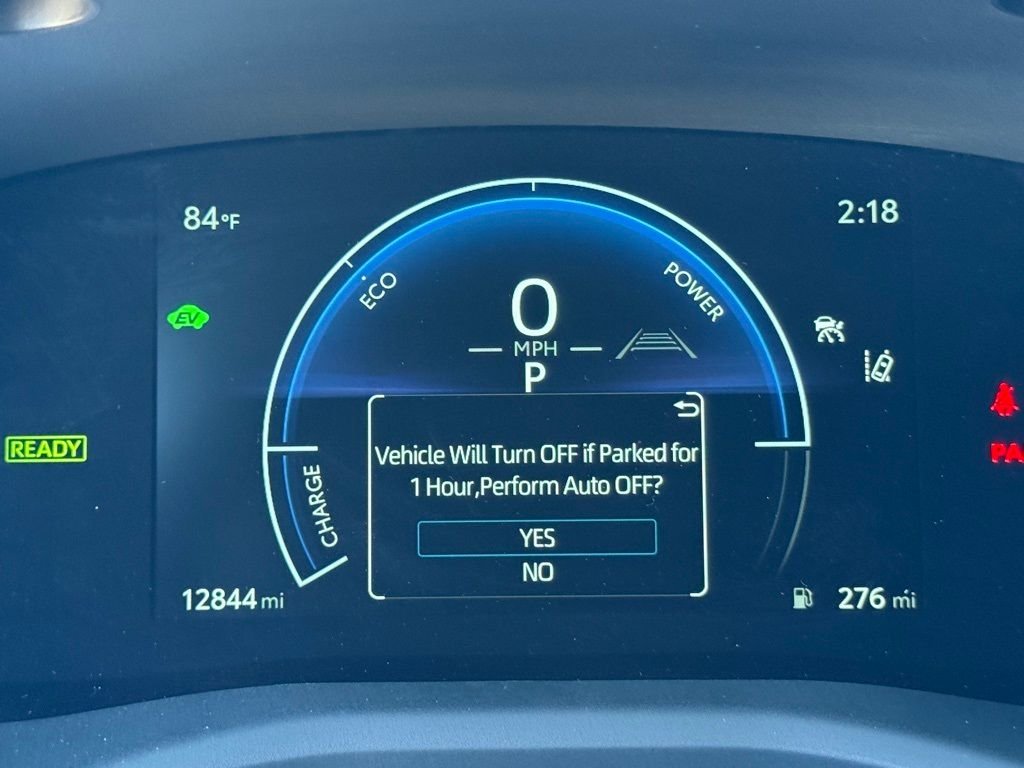 84°F
2:18
ECO
POWER
EV
0
MPH
P
READY
Vehicle Will Turn OFF if Parked for
1 Hour,Perform Auto OFF?
YES
NO
CHARGE
PA
12844 mi
276 mi